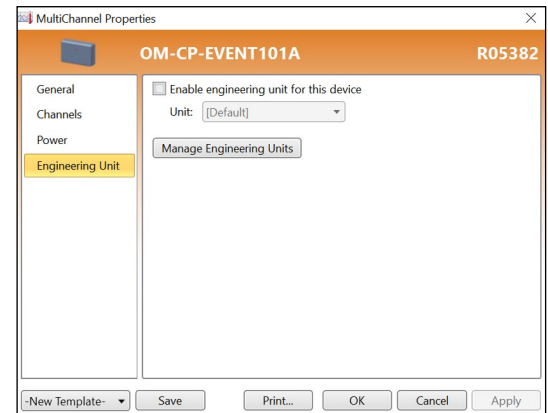 MultiChannel Properties
OM-CP-EVENT101A R05382
General
Channels
Power
Engineering Unit
Enable engineering unit for this device
Unit: [Default]
Manage Engineering Units
-New Template- Save Print... OK Cancel Apply